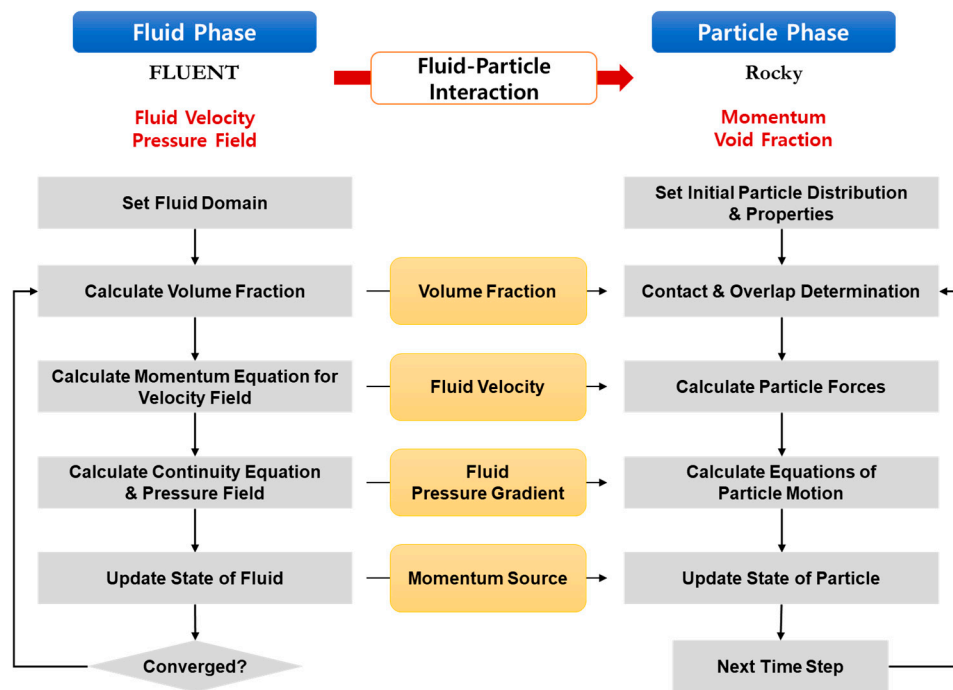 Fluid Phase
FLUENT
Fluid Velocity
Pressure Field
Fluid-Particle
Interaction
Particle Phase
Rocky
Momentum
Void Fraction
Set Fluid Domain
Set Initial Particle Distribution
& Properties
Calculate Volume Fraction
Volume Fraction
Contact & Overlap Determination
Calculate Momentum Equation for
Velocity Field
Fluid Velocity
Calculate Particle Forces
Calculate Continuity Equation
& Pressure Field
Fluid
Pressure Gradient
Calculate Equations of
Particle Motion
Update State of Fluid
Momentum Source
Update State of Particle
Converged?
Next Time Step